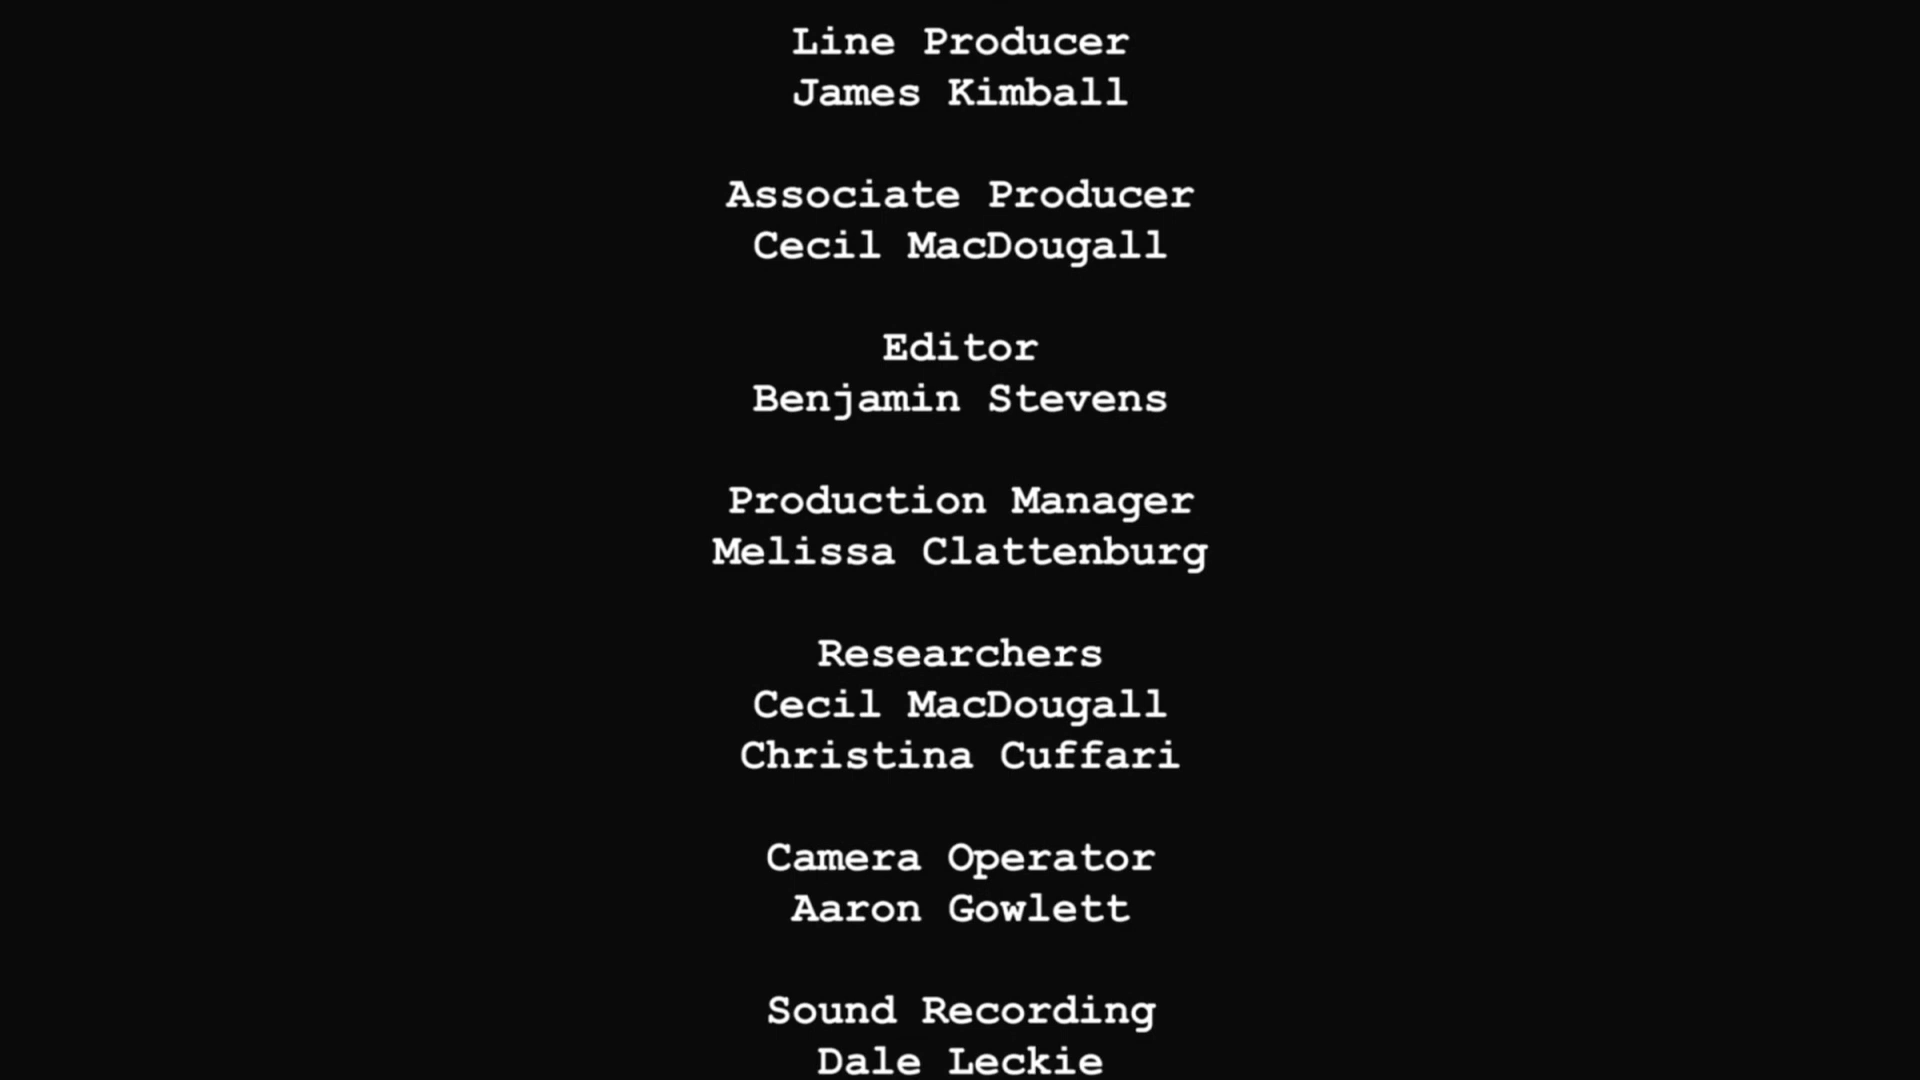 Line Producer
James Kimball
Associate Producer
Cecil MacDougall
Editor
Benjamin Stevens
Production Manager
Melissa Clattenburg
Researchers
Cecil MacDougall
Christina Cuffari
Camera Operator
Aaron Gowlett
Sound Recording
Dale Leckie